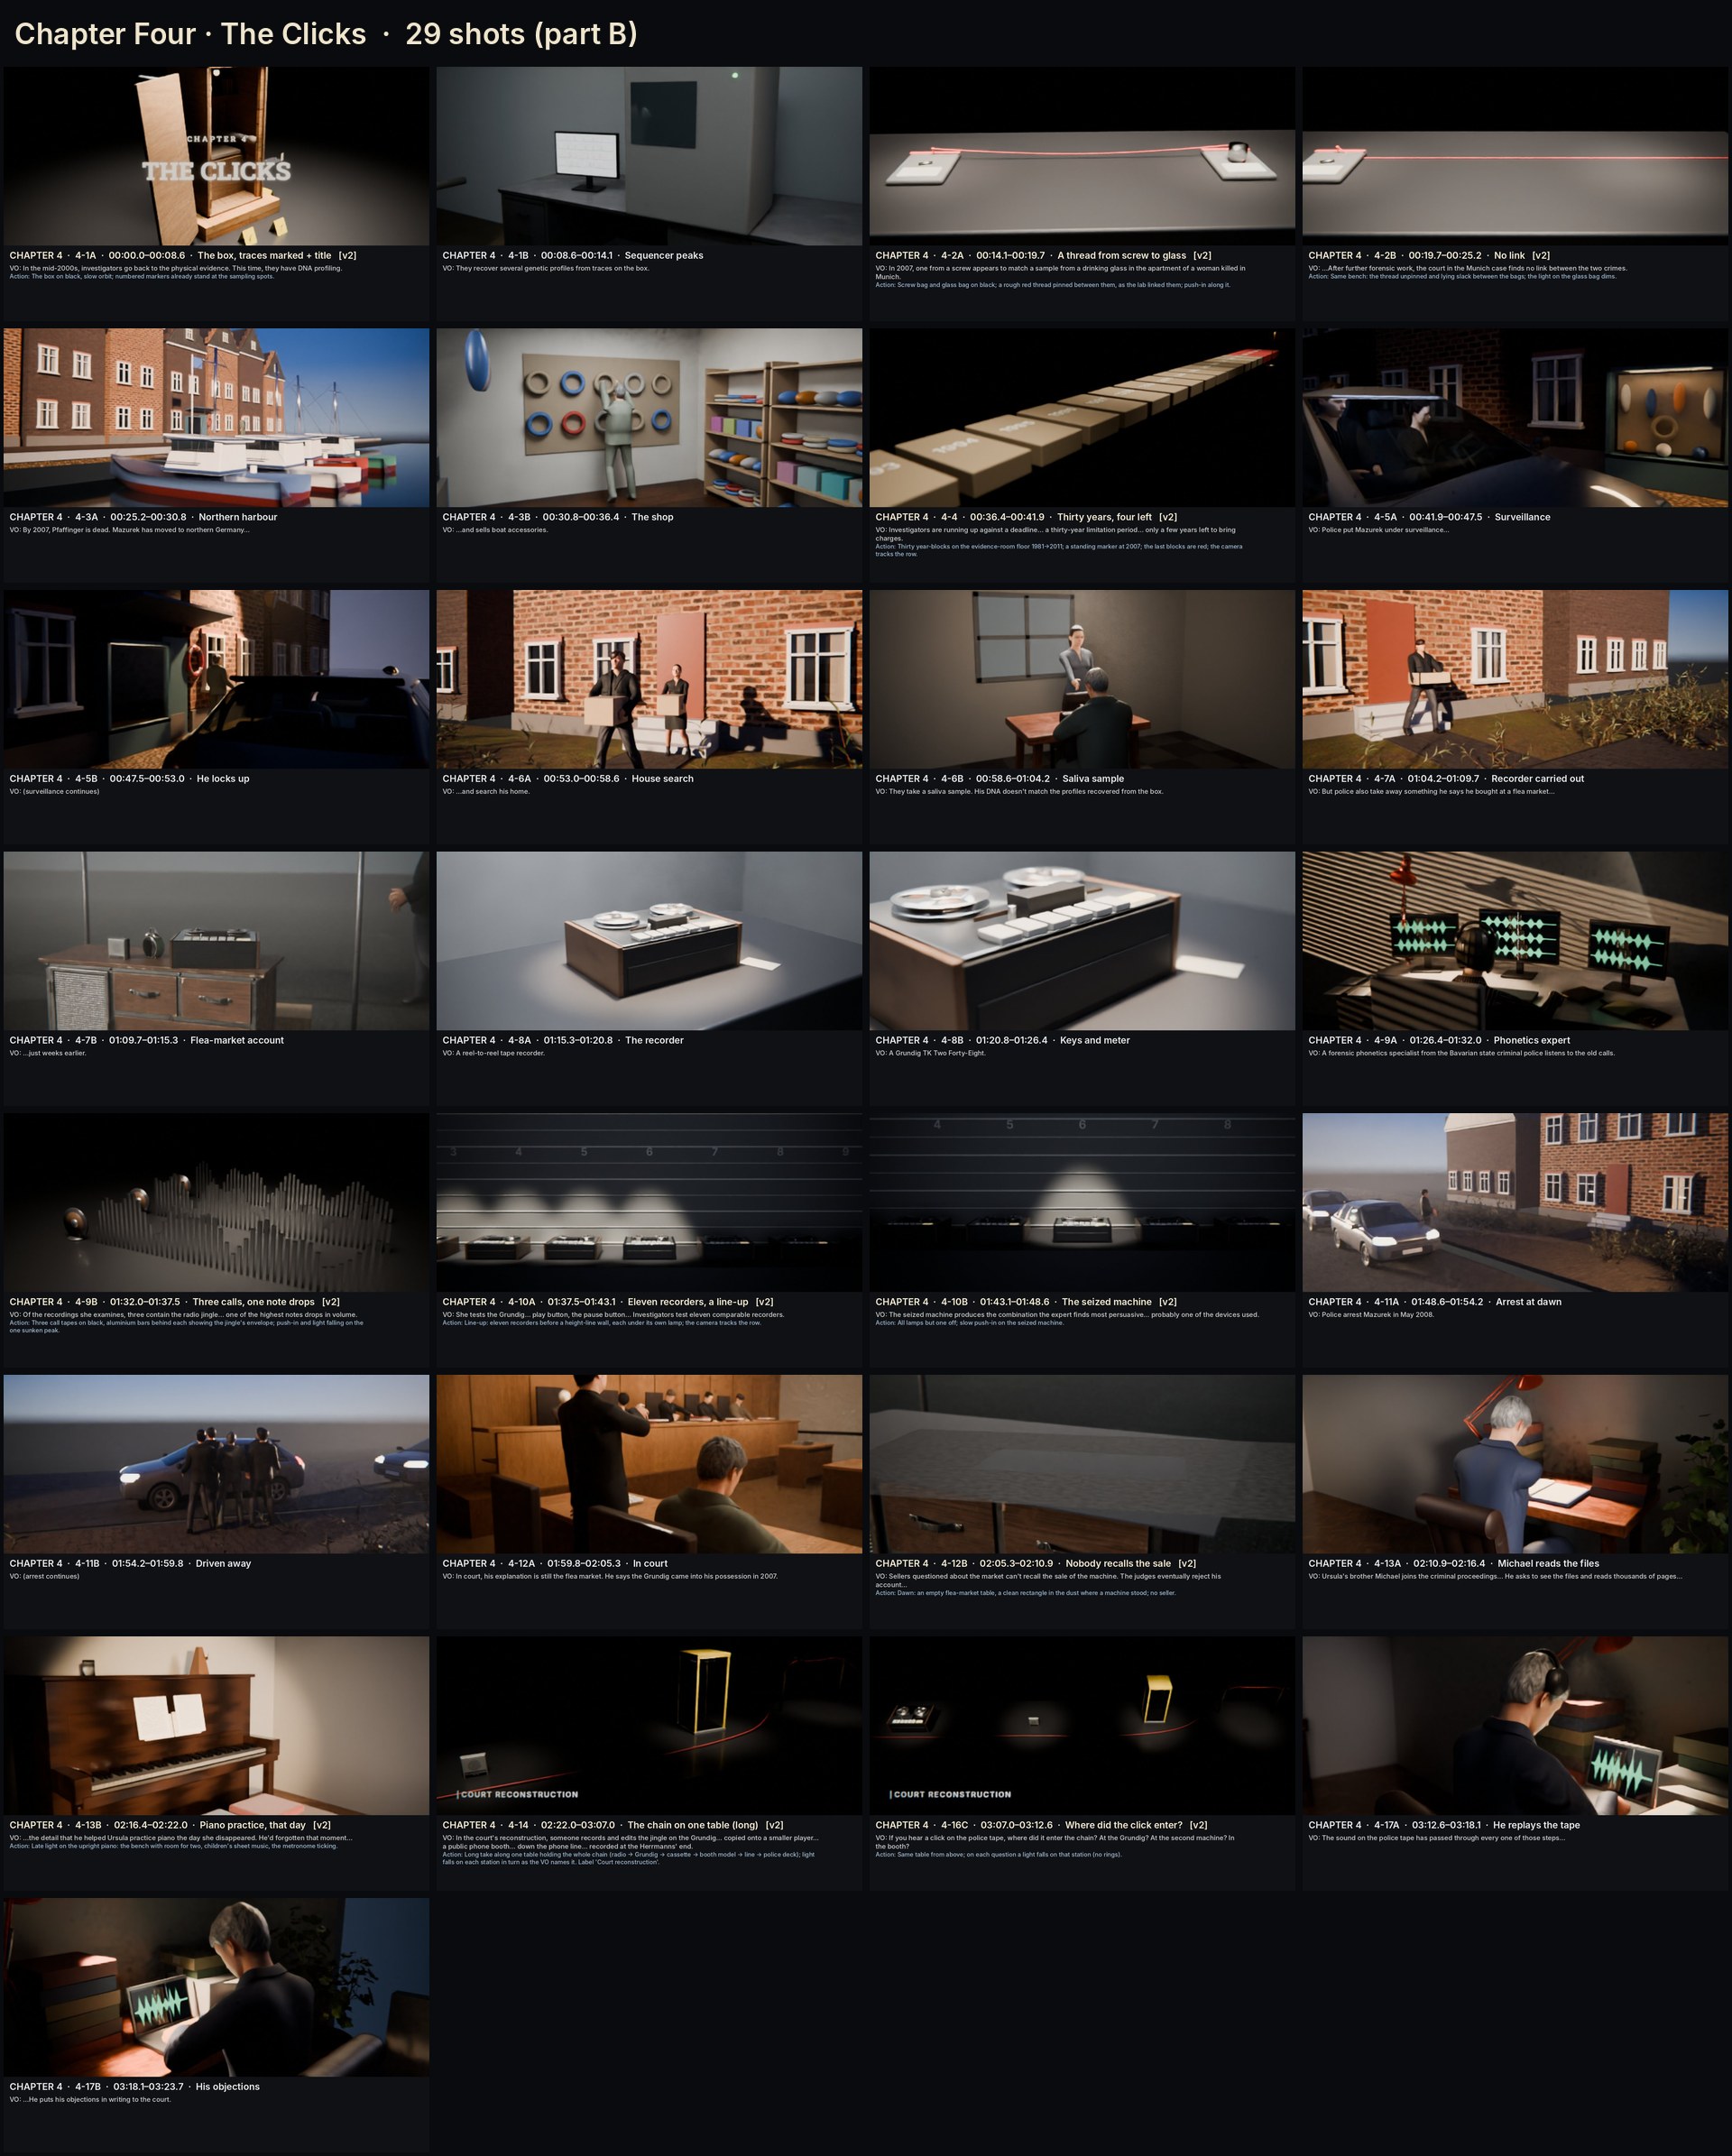 Chapter Four · The Clicks · 29 shots (part B)
CHAPTER 4
THE CLICKS
CHAPTER 4 · 4-1A · 00:00.0–00:08.6 · The box, traces marked + title [v2]
VO: In the mid-2000s, investigators go back to the physical evidence. This time, they have DNA profiling.
Action: The box on black, slow orbit; numbered markers already stand at the sampling spots.
CHAPTER 4 · 4-1B · 00:08.6–00:14.1 · Sequencer peaks
VO: They recover several genetic profiles from traces on the box.
CHAPTER 4 · 4-2A · 00:14.1–00:19.7 · A thread from screw to glass [v2]
VO: In 2007, one from a screw appears to match a sample from a drinking glass in the apartment of a woman killed in
Munich.
Action: Screw bag and glass bag on black; a rough red thread pinned between them, as the lab linked them; push-in along it.
CHAPTER 4 · 4-2B · 00:19.7–00:25.2 · No link [v2]
VO: ...After further forensic work, the court in the Munich case finds no link between the two crimes.
Action: Same bench: the thread unpinned and lying slack between the bags; the light on the glass bag dims.
CHAPTER 4 · 4-3A · 00:25.2–00:30.8 · Northern harbour
VO: By 2007, Pfaffinger is dead. Mazurek has moved to northern Germany...
CHAPTER 4 · 4-3B · 00:30.8–00:36.4 · The shop
VO: ...and sells boat accessories.
1994
1995
CHAPTER 4 · 4-4 · 00:36.4–00:41.9 · Thirty years, four left [v2]
VO: Investigators are running up against a deadline... a thirty-year limitation period... only a few years left to bring
charges.
Action: Thirty year-blocks on the evidence-room floor 1981→2011; a standing marker at 2007; the last blocks are red; the camera
tracks the row.
CHAPTER 4 · 4-5A · 00:41.9–00:47.5 · Surveillance
VO: Police put Mazurek under surveillance...
CHAPTER 4 · 4-5B · 00:47.5–00:53.0 · He locks up
VO: (surveillance continues)
CHAPTER 4 · 4-6A · 00:53.0–00:58.6 · House search
VO: ...and search his home.
CHAPTER 4 · 4-6B · 00:58.6–01:04.2 · Saliva sample
VO: They take a saliva sample. His DNA doesn't match the profiles recovered from the box.
CHAPTER 4 · 4-7A · 01:04.2–01:09.7 · Recorder carried out
VO: But police also take away something he says he bought at a flea market...
CHAPTER 4 · 4-7B · 01:09.7–01:15.3 · Flea-market account
VO: ...just weeks earlier.
CHAPTER 4 · 4-8A · 01:15.3–01:20.8 · The recorder
VO: A reel-to-reel tape recorder.
CHAPTER 4 · 4-8B · 01:20.8–01:26.4 · Keys and meter
VO: A Grundig TK Two Forty-Eight.
CHAPTER 4 · 4-9A · 01:26.4–01:32.0 · Phonetics expert
VO: A forensic phonetics specialist from the Bavarian state criminal police listens to the old calls.
CHAPTER 4 · 4-9B · 01:32.0–01:37.5 · Three calls, one note drops [v2]
VO: Of the recordings she examines, three contain the radio jingle... one of the highest notes drops in volume.
Action: Three call tapes on black, aluminium bars behind each showing the jingle's envelope; push-in and light falling on the
one sunken peak.
3 4 5 6 7 8 9
CHAPTER 4 · 4-10A · 01:37.5–01:43.1 · Eleven recorders, a line-up [v2]
VO: She tests the Grundig... play button, the pause button... Investigators test eleven comparable recorders.
Action: Line-up: eleven recorders before a height-line wall, each under its own lamp; the camera tracks the row.
4 5 6 7 8
CHAPTER 4 · 4-10B · 01:43.1–01:48.6 · The seized machine [v2]
VO: The seized machine produces the combination the expert finds most persuasive... probably one of the devices used.
Action: All lamps but one off; slow push-in on the seized machine.
CHAPTER 4 · 4-11A · 01:48.6–01:54.2 · Arrest at dawn
VO: Police arrest Mazurek in May 2008.
CHAPTER 4 · 4-11B · 01:54.2–01:59.8 · Driven away
VO: (arrest continues)
CHAPTER 4 · 4-12A · 01:59.8–02:05.3 · In court
VO: In court, his explanation is still the flea market. He says the Grundig came into his possession in 2007.
CHAPTER 4 · 4-12B · 02:05.3–02:10.9 · Nobody recalls the sale [v2]
VO: Sellers questioned about the market can't recall the sale of the machine. The judges eventually reject his
account...
Action: Dawn: an empty flea-market table, a clean rectangle in the dust where a machine stood; no seller.
CHAPTER 4 · 4-13A · 02:10.9–02:16.4 · Michael reads the files
VO: Ursula's brother Michael joins the criminal proceedings... He asks to see the files and reads thousands of pages...
CHAPTER 4 · 4-13B · 02:16.4–02:22.0 · Piano practice, that day [v2]
VO: ...the detail that he helped Ursula practice piano the day she disappeared. He'd forgotten that moment...
Action: Late light on the upright piano: the bench with room for two, children's sheet music, the metronome ticking.
COURT RECONSTRUCTION
CHAPTER 4 · 4-14 · 02:22.0–03:07.0 · The chain on one table (long) [v2]
VO: In the court's reconstruction, someone records and edits the jingle on the Grundig... copied onto a smaller player...
a public phone booth... down the phone line... recorded at the Herrmanns' end.
Action: Long take along one table holding the whole chain (radio → Grundig → cassette → booth model → line → police deck); light
falls on each station in turn as the VO names it. Label 'Court reconstruction'.
COURT RECONSTRUCTION
CHAPTER 4 · 4-16C · 03:07.0–03:12.6 · Where did the click enter? [v2]
VO: If you hear a click on the police tape, where did it enter the chain? At the Grundig? At the second machine? In
the booth?
Action: Same table from above; on each question a light falls on that station (no rings).
CHAPTER 4 · 4-17A · 03:12.6–03:18.1 · He replays the tape
VO: The sound on the police tape has passed through every one of those steps...
CHAPTER 4 · 4-17B · 03:18.1–03:23.7 · His objections
VO: ...He puts his objections in writing to the court.